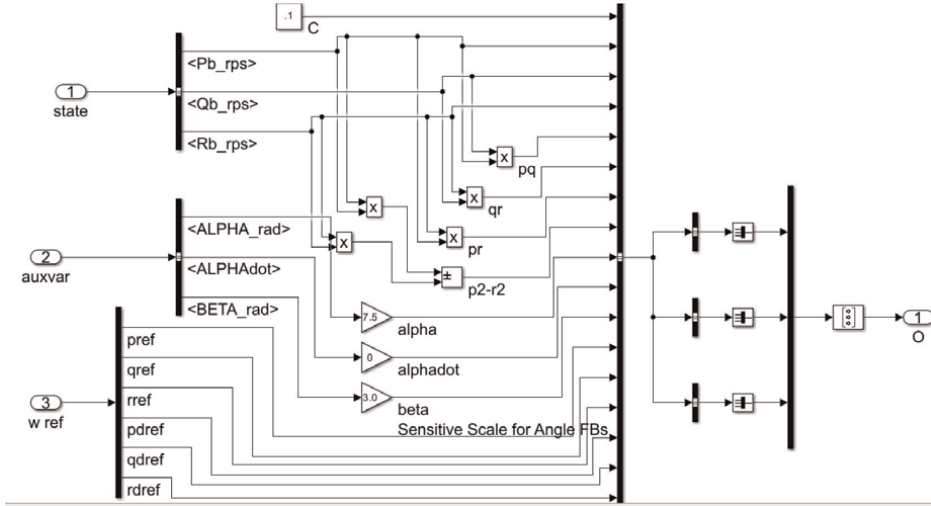 .1
C
<Pb_rps>
1
state
<Qb_rps>
<Rb_rps>
x
pq
x
qr
x
<ALPHA_rad>
x
x
pr
2
auxvar
<ALPHAdot>
±
p2-r2
<BETA_rad>
7.5
alpha
pref
0
alphadot
qref
rref
3.0
beta
3
w ref
Sensitive Scale for Angle FBs
pdref
qdref
rdref
1
O